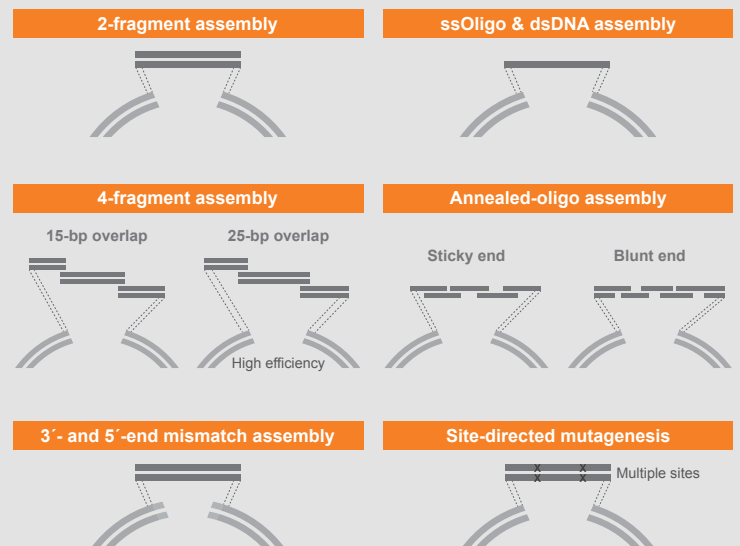 2-fragment assembly
ssOligo & dsDNA assembly
4-fragment assembly
15-bp overlap
25-bp overlap
High efficiency
Annealed-oligo assembly
Sticky end
Blunt end
3´- and 5´-end mismatch assembly
Site-directed mutagenesis
x x
x x
Multiple sites